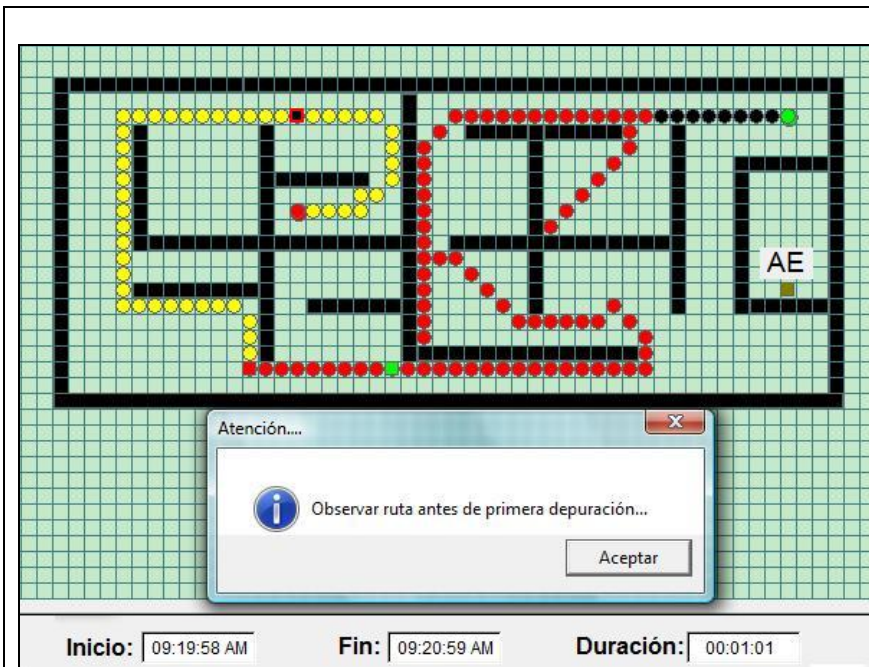 AE
Atención....
Observar ruta antes de primera depuración...
Aceptar
Inicio: 09:19:58 AM Fin: 09:20:59 AM Duración: 00:01:01